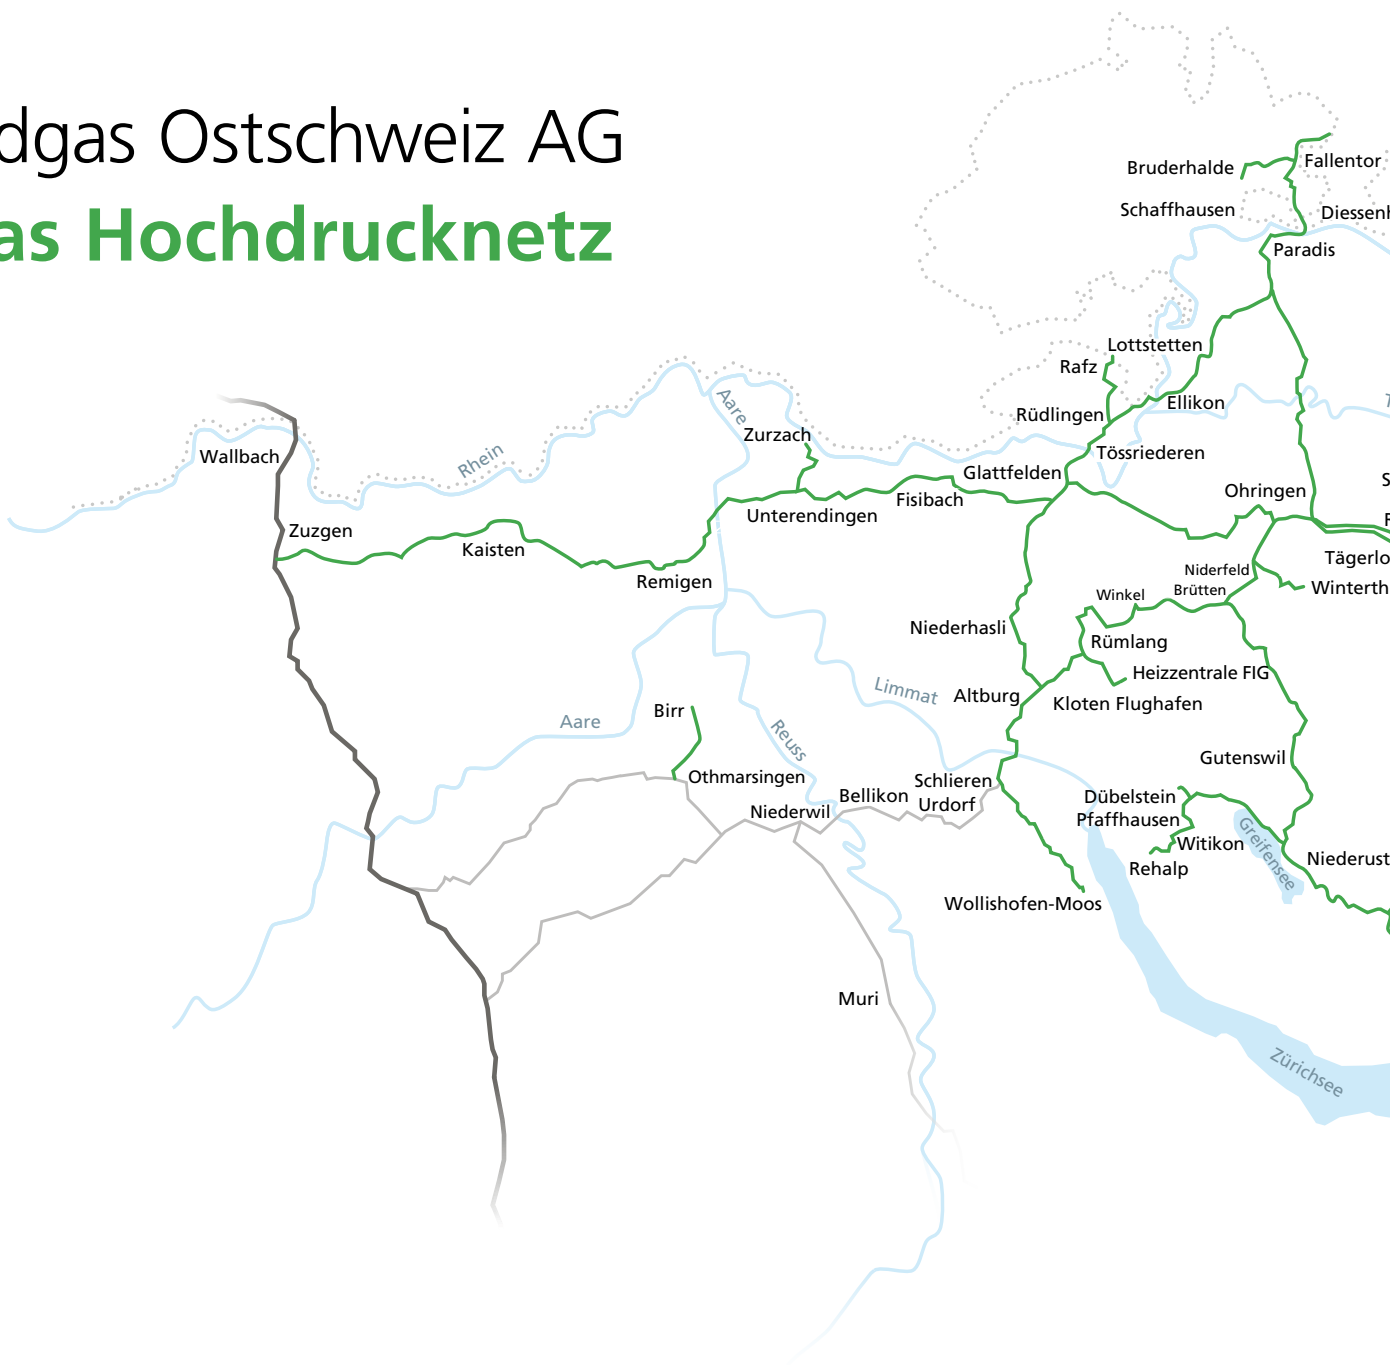 dgas Ostschweiz AG
as Hochdrucknetz
Bruderhalde
Fallentor
Schaffhausen
Diessenh
Paradis
Lottstetten
Rafz
Aare
Ellikon
Rüdlingen
Zurzach
Tössriederen
Wallbach
Rhein
Glattfelden
Ohringen
Fisibach
Unterendingen
Zuzgen
Kaisten
Tägerlo
Niderfeld
Remigen
Brütten
Winterth
Winkel
Niederhasli
Rümlang
Heizzentrale FIG
Limmat
Altburg
Kloten Flughafen
Birr
Aare
Reuss
Gutenswil
Othmarsingen
Schlieren
Bellikon
Urdorf
Dübelstein
Niederwil
Pfaffhausen
Witikon
Greifensee
Niederust
Rehalp
Wollishofen-Moos
Muri
Zürichsee